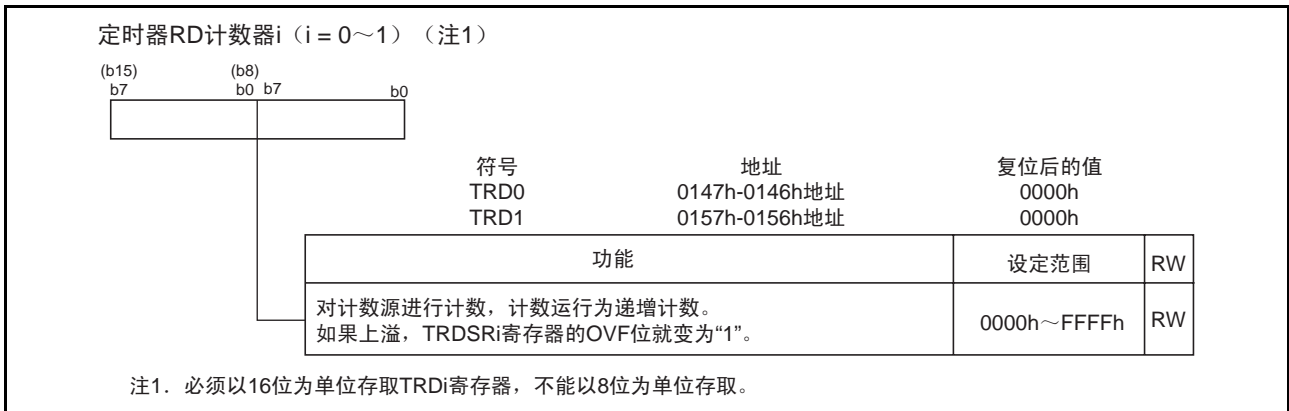 定时器RD计数器i（i = 0～1）（注1）
(b15) (b8)
b7 b0 b7 b0
符号 地址 复位后的值
TRD0 0147h-0146h地址 0000h
TRD1 0157h-0156h地址 0000h
功能 设定范围 RW
对计数源进行计数，计数运行为递增计数。
如果上溢，TRDSRi寄存器的OVF位就变为“1”。 0000h～FFFFh RW
注1. 必须以16位为单位存取TRDi寄存器，不能以8位为单位存取。